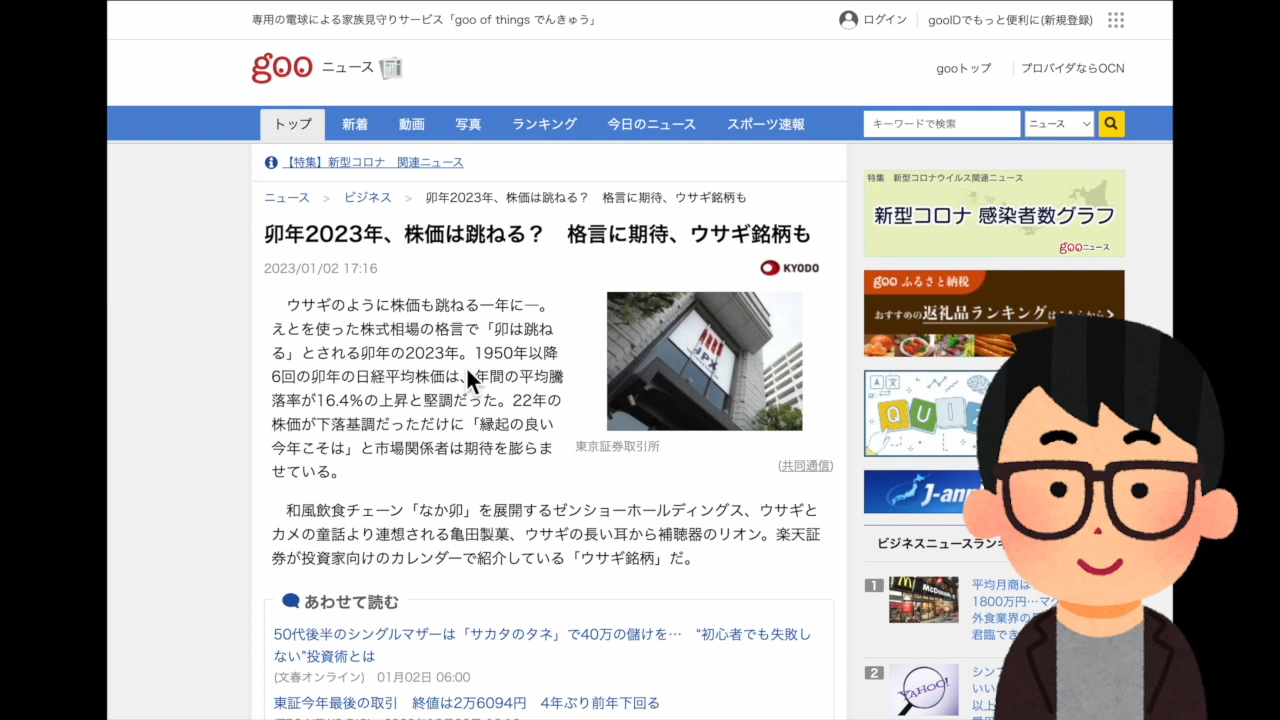 専用の電球による家族見守りサービス「goo of things でんきゅう」
ログイン
gooIDでもっと便利に(新規登録)
goo ニュース
gooトップ
プロバイダならOCN
トップ
新着
動画
写真
ランキング
今日のニュース
スポーツ速報
キーワードで検索
ニュース
【特集】新型コロナ 関連ニュース
ニュース > ビジネス > 卯年2023年、株価は跳ねる？ 格言に期待、ウサギ銘柄も
卯年2023年、株価は跳ねる？ 格言に期待、ウサギ銘柄も
2023/01/02 17:16
KYODO
ウサギのように株価も跳ねる一年に―。
えとを使った株式相場の格言で「卯は跳ね
る」とされる卯年の2023年。1950年以降
6回の卯年の日経平均株価は、年間の平均騰
落率が16.4％の上昇と堅調だった。22年の
株価が下落基調だっただけに「縁起の良い
今年こそは」と市場関係者は期待を膨らま
せている。
JPX
東京証券取引所
(共同通信)
和風飲食チェーン「なか卯」を展開するゼンショーホールディングス、ウサギと
カメの童話より連想される亀田製菓、ウサギの長い耳から補聴器のリオン。楽天証
券が投資家向けのカレンダーで紹介している「ウサギ銘柄」だ。
あわせて読む
50代後半のシングルマザーは「サカタのタネ」で40万の儲けを… “初心者でも失敗し
ない”投資術とは
(文春オンライン) 01月02日 06:00
東証今年最後の取引 終値は2万6094円 4年ぶり前年下回る
特集 新型コロナウイルス関連ニュース
新型コロナ 感染者数グラフ
gooニュース
goo ふるさと納税
おすすめの返礼品ランキングはこちらから
A 文
QUIZ
J-ann
ビジネスニュースラン
1
McDonald
平均月商は
1800万円…マク
外食業界の
君臨でき
2
YAHOO!
シンフ
いい
以上